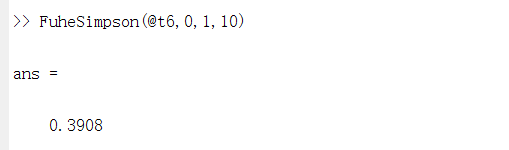 >> FuheSimpson(@t6,0,1,10)
ans =
0.3908